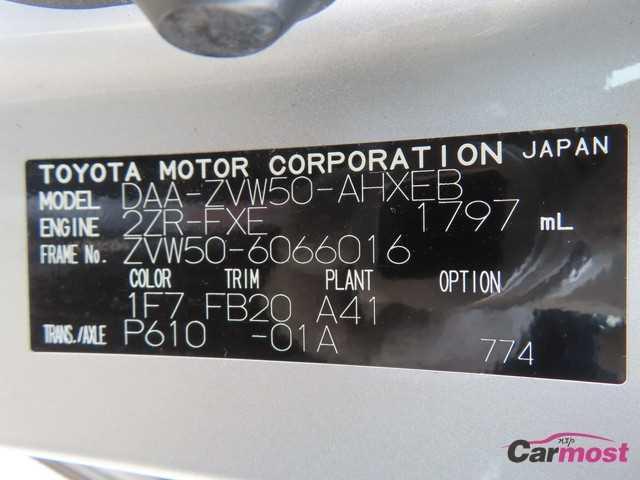 TOYOTA MOTOR CORPORATION JAPAN
MODEL DAA-ZVW50-AHXEB
ENGINE 2ZR-FXE 1797 mL
FRAME No. ZVW50-6066016
COLOR TRIM PLANT OPTION
1F7 FB20 A41
TRANS./AXLE P610 -01A 774
Carmost